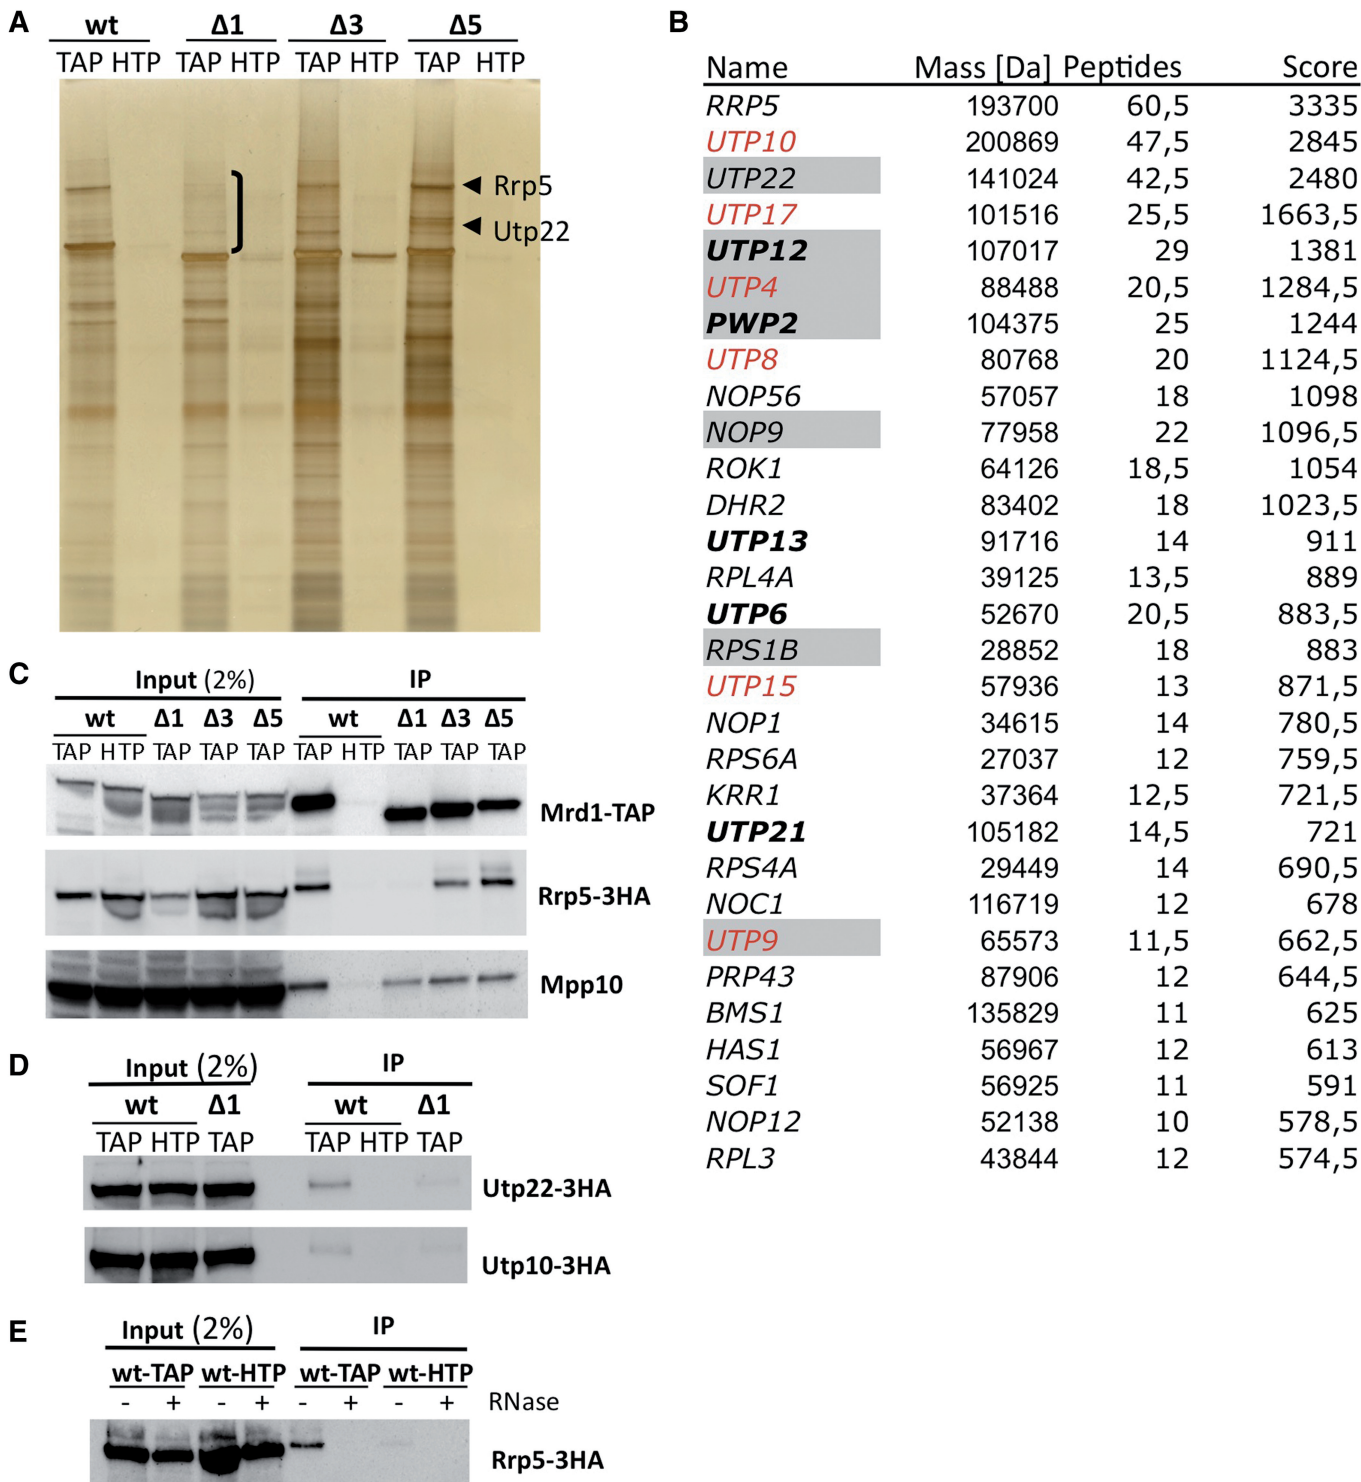 A
wt Δ1 Δ3 Δ5
TAP HTP TAP HTP TAP HTP TAP HTP
Rrp5
Utp22
B
Name Mass [Da] Peptides Score
RRP5 193700 60,5 3335
UTP10 200869 47,5 2845
UTP22 141024 42,5 2480
UTP17 101516 25,5 1663,5
UTP12 107017 29 1381
UTP4 88488 20,5 1284,5
PWP2 104375 25 1244
UTP8 80768 20 1124,5
NOP56 57057 18 1098
NOP9 77958 22 1096,5
ROK1 64126 18,5 1054
DHR2 83402 18 1023,5
UTP13 91716 14 911
RPL4A 39125 13,5 889
UTP6 52670 20,5 883,5
RPS1B 28852 18 883
UTP15 57936 13 871,5
NOP1 34615 14 780,5
RPS6A 27037 12 759,5
KRR1 37364 12,5 721,5
UTP21 105182 14,5 721
RPS4A 29449 14 690,5
NOC1 116719 12 678
UTP9 65573 11,5 662,5
PRP43 87906 12 644,5
BMS1 135829 11 625
HAS1 56967 12 613
SOF1 56925 11 591
NOP12 52138 10 578,5
RPL3 43844 12 574,5
C
Input (2%) IP
wt Δ1 Δ3 Δ5 wt Δ1 Δ3 Δ5
TAP HTP TAP TAP TAP TAP HTP TAP TAP TAP
Mrd1-TAP
Rrp5-3HA
Mpp10
D
Input (2%) IP
wt Δ1 wt Δ1
TAP HTP TAP TAP HTP TAP
Utp22-3HA
Utp10-3HA
E
Input (2%) IP
wt-TAP wt-HTP wt-TAP wt-HTP
- + - + - + - + RNase
Rrp5-3HA